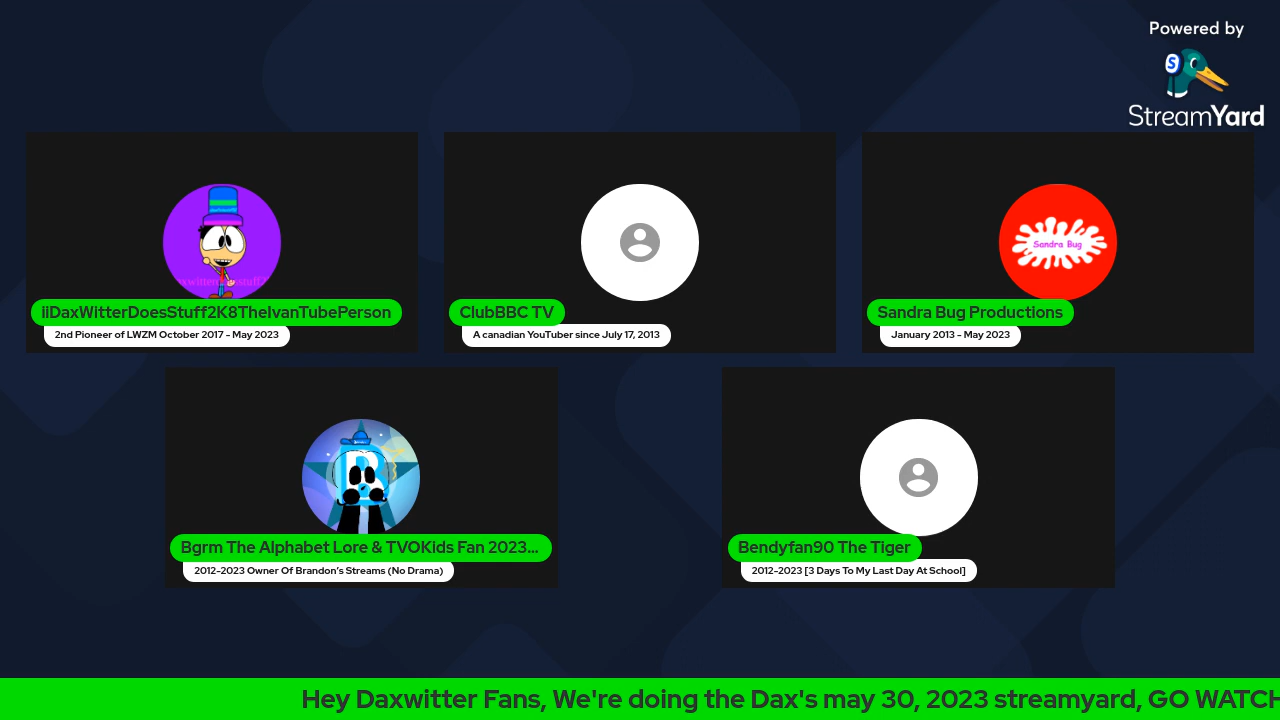 Powered by
S
StreamYard
iiDaxWitterDoesStuff2K8TheIvanTubePerson
2nd Pioneer of LWZM October 2017 - May 2023
ClubBBC TV
A canadian YouTuber since July 17, 2013
Sandra Bug
Sandra Bug Productions
January 2013 - May 2023
B
Bgrm The Alphabet Lore & TVOKids Fan 2023...
2012-2023 Owner Of Brandon's Streams (No Drama)
Bendyfan90 The Tiger
2012-2023 [3 Days To My Last Day At School]
Hey Daxwitter Fans, We're doing the Dax's may 30, 2023 streamyard, GO WATCH